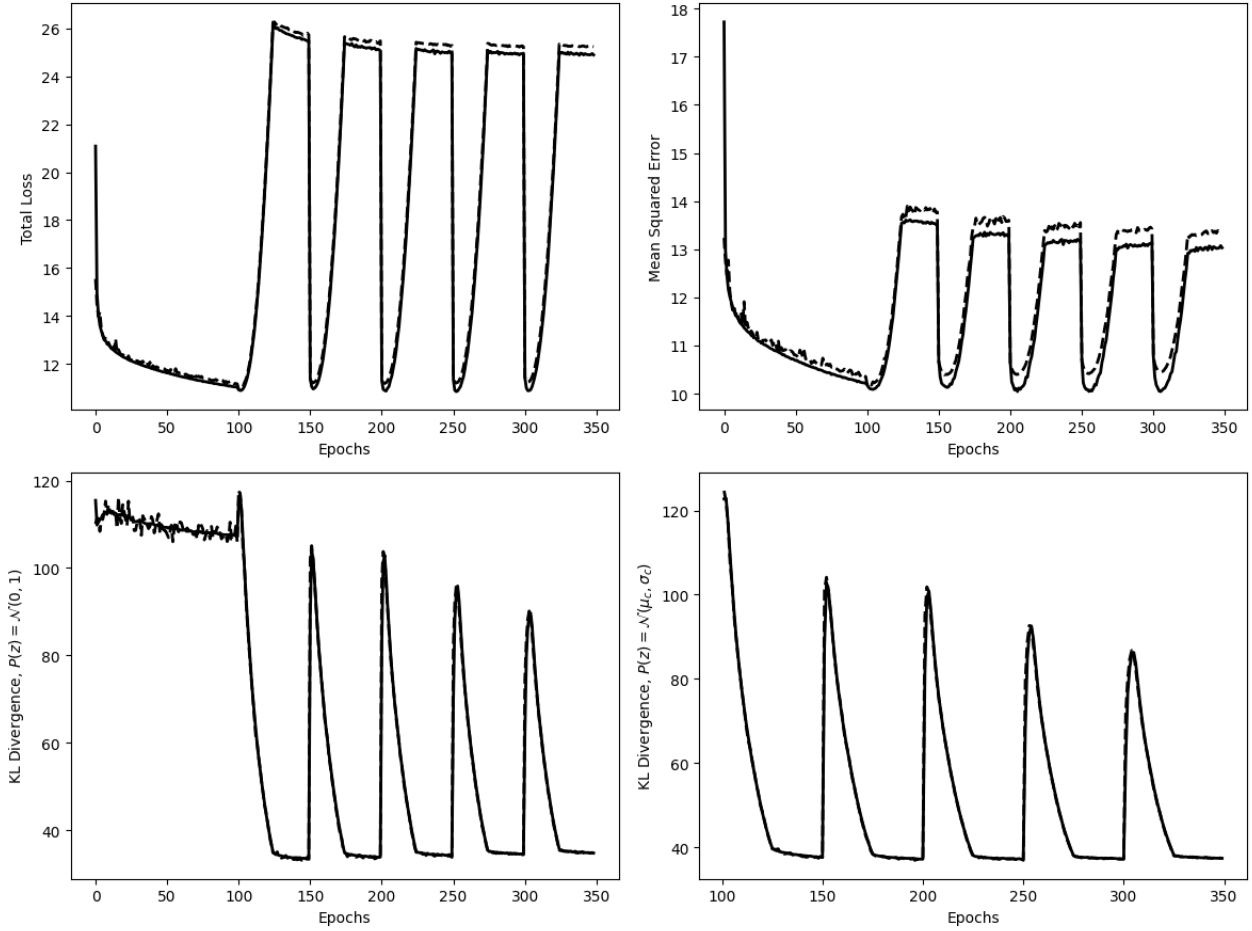 26
24
22
20
18
16
14
12
Total Loss
0 50 100 150 200 250 300 350
Epochs
18
17
16
15
14
13
12
11
10
Mean Squared Error
0 50 100 150 200 250 300 350
Epochs
120
100
80
60
40
KL Divergence, P(z) = 𝒩(0, 1)
0 50 100 150 200 250 300 350
Epochs
120
100
80
60
40
KL Divergence, P(z) = 𝒩(μ_c, σ_c)
100 150 200 250 300 350
Epochs